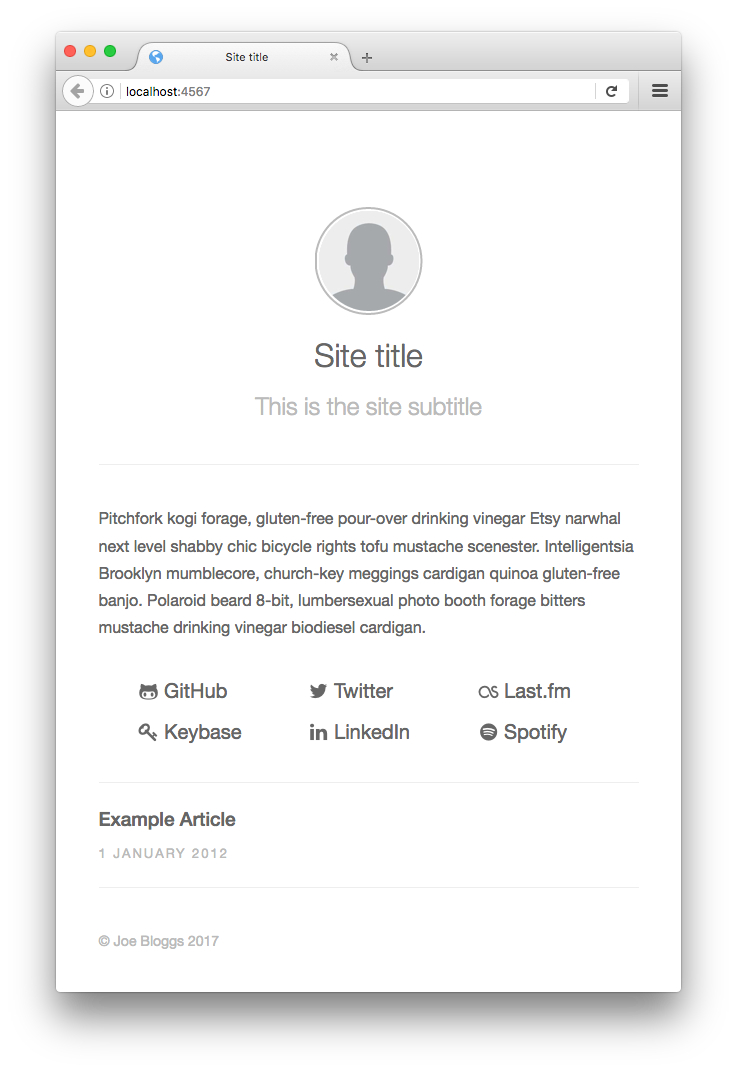 Site title
localhost:4567
Site title
This is the site subtitle
Pitchfork kogi forage, gluten-free pour-over drinking vinegar Etsy narwhal
next level shabby chic bicycle rights tofu mustache scenester. Intelligentsia
Brooklyn mumblecore, church-key meggings cardigan quinoa gluten-free
banjo. Polaroid beard 8-bit, lumbersexual photo booth forage bitters
mustache drinking vinegar biodiesel cardigan.
GitHub Twitter Last.fm
Keybase LinkedIn Spotify
Example Article
1 JANUARY 2012
© Joe Bloggs 2017